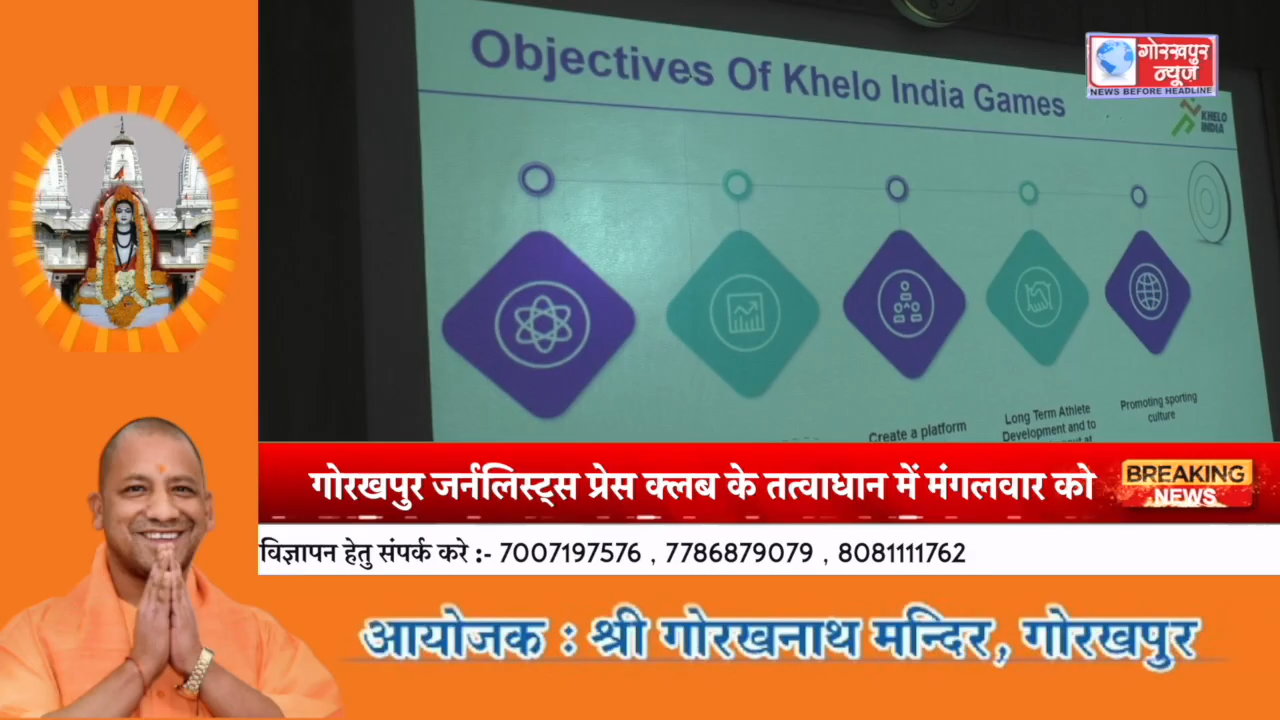 Objectives Of Khelo India Games
गोरखपुर
न्यूज़
NEWS BEFORE HEADLINE
KHELO
INDIA
Create a platform
Long Term Athlete
Development and to
Promoting sporting
culture
गोरखपुर जर्नलिस्ट्स प्रेस क्लब के तत्वाधान में मंगलवार को
BREAKING
NEWS
विज्ञापन हेतु संपर्क करे :- 7007197576 , 7786879079 , 8081111762
आयोजक : श्री गोरखनाथ मन्दिर, गोरखपुर